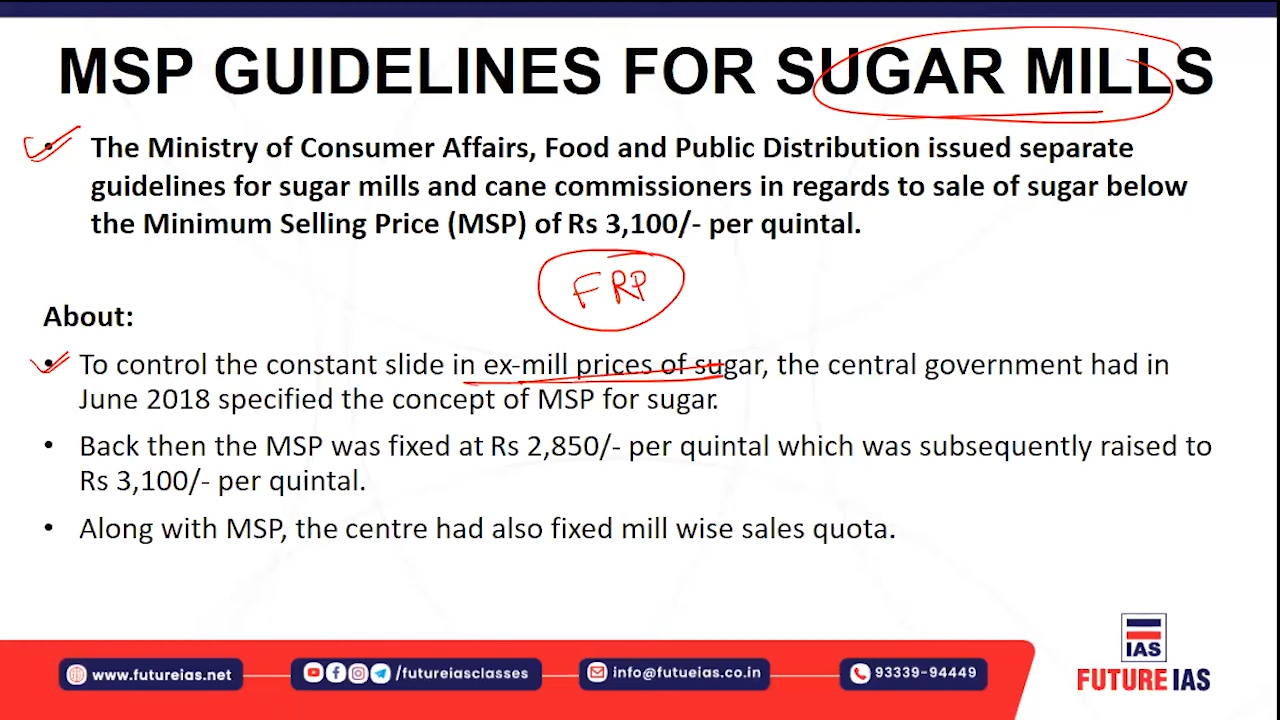 MSP GUIDELINES FOR SUGAR MILLS
• The Ministry of Consumer Affairs, Food and Public Distribution issued separate
guidelines for sugar mills and cane commissioners in regards to sale of sugar below
the Minimum Selling Price (MSP) of Rs 3,100/- per quintal.
FRP
About:
• To control the constant slide in ex-mill prices of sugar, the central government had in
June 2018 specified the concept of MSP for sugar.
• Back then the MSP was fixed at Rs 2,850/- per quintal which was subsequently raised to
Rs 3,100/- per quintal.
• Along with MSP, the centre had also fixed mill wise sales quota.
IAS
www.futureias.net
/futureiasclasses
info@futueias.co.in
93339-94449
FUTURE IAS